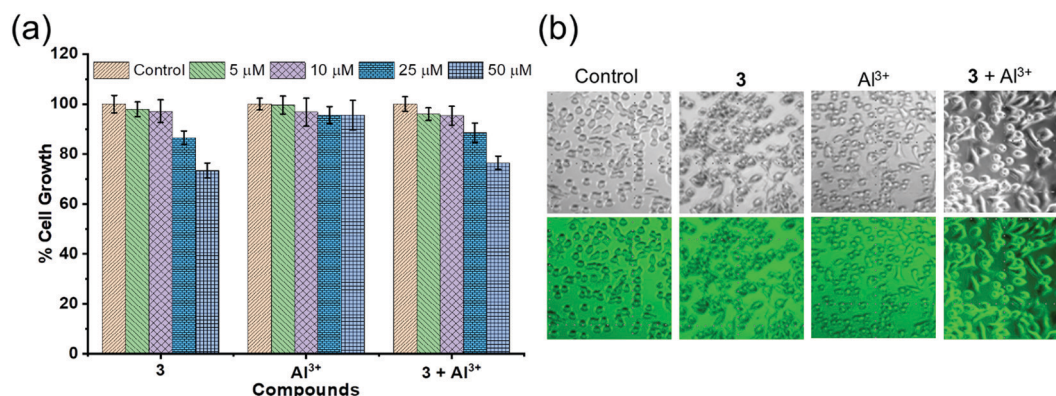 (a)
120
100
80
60
40
20
0
% Cell Growth
Control 5 μM 10 μM 25 μM 50 μM
3 Al³⁺ 3 + Al³⁺
Compounds
(b)
Control 3 Al³⁺ 3 + Al³⁺